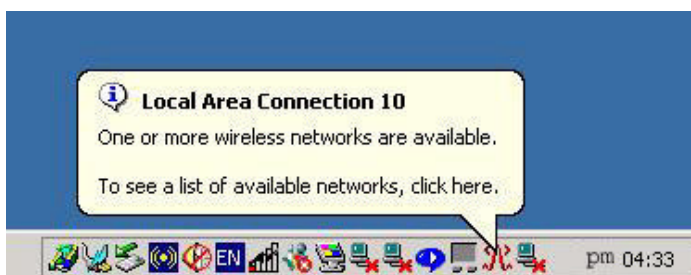 Local Area Connection 10
One or more wireless networks are available.
To see a list of available networks, click here.
EN
pm 04:33